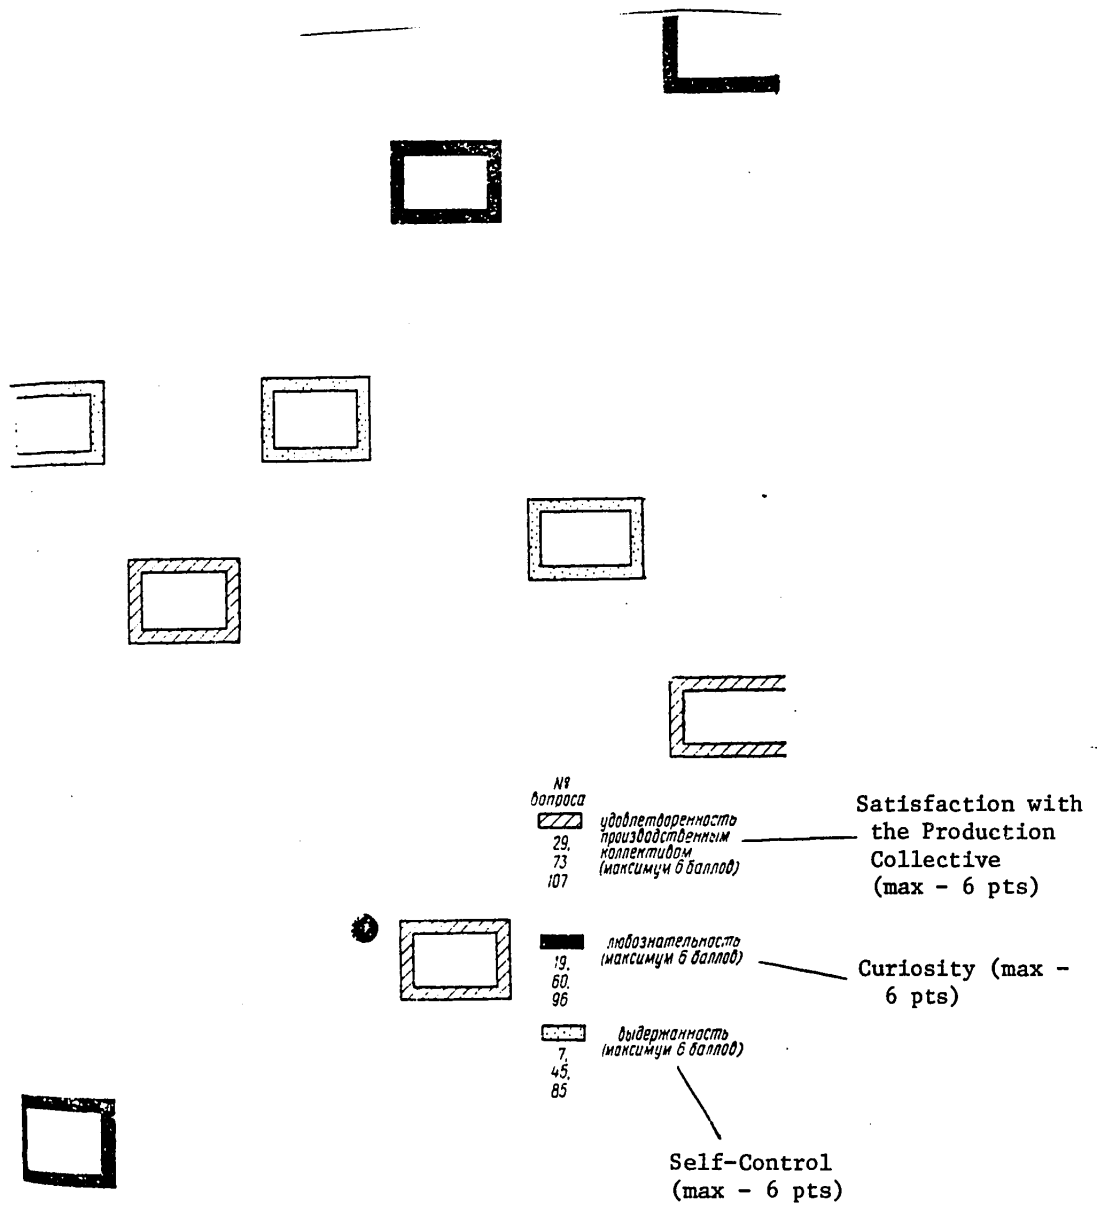 №
вопроса
удовлетворенность
производственным
коллективом
(максимум 6 баллов)
29,
73
107
Satisfaction with
the Production
Collective
(max - 6 pts)
любознательность
(максимум 6 баллов)
19,
60,
96
Curiosity (max -
6 pts)
выдержанность
(максимум 6 баллов)
7,
45,
85
Self-Control
(max - 6 pts)